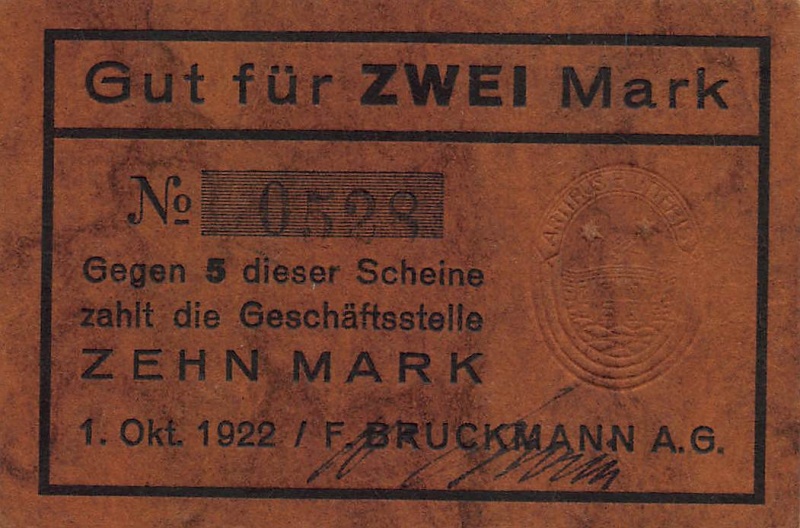 Gut für ZWEI Mark
No 0528
Gegen 5 dieser Scheine
zahlt die Geschäftsstelle
ZEHN MARK
1. Okt. 1922 / F. BRUCKMANN A.G.